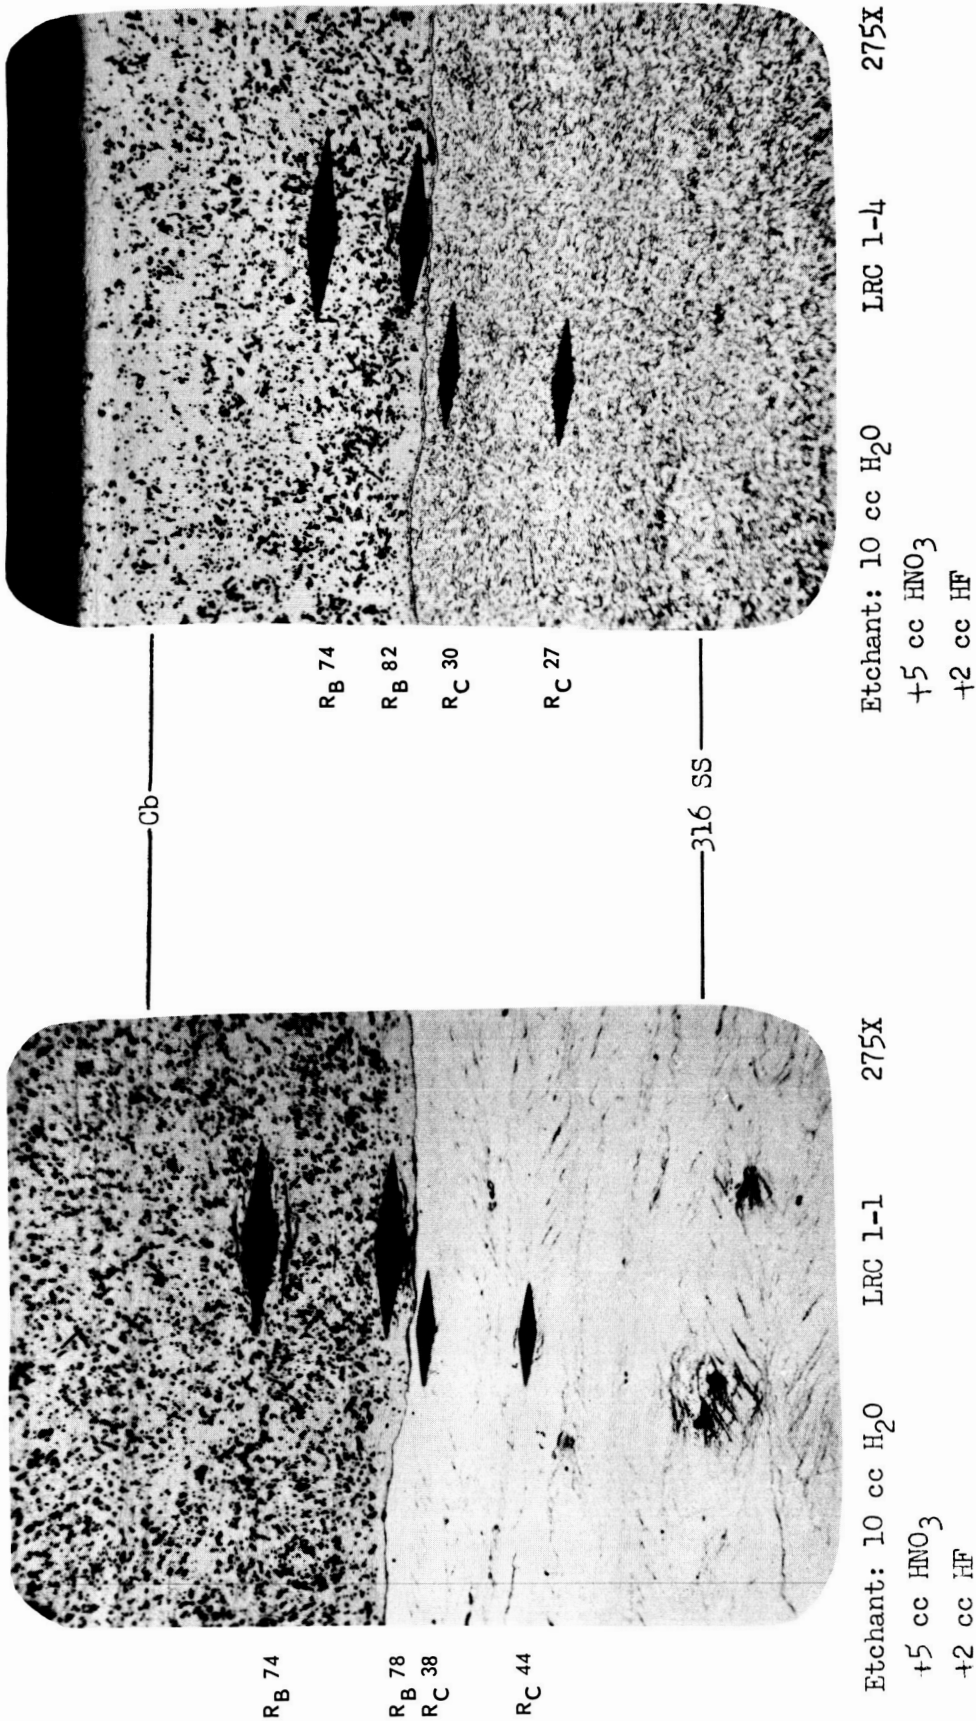 R_B 74
R_B 78
R_C 38
R_C 44
Etchant: 10 cc H2O LRC 1-1 275X
+5 cc HNO3
+2 cc HF
Cb
316 SS
R_B 74
R_B 82
R_C 30
R_C 27
Etchant: 10 cc H2O LRC 1-4 275X
+5 cc HNO3
+2 cc HF